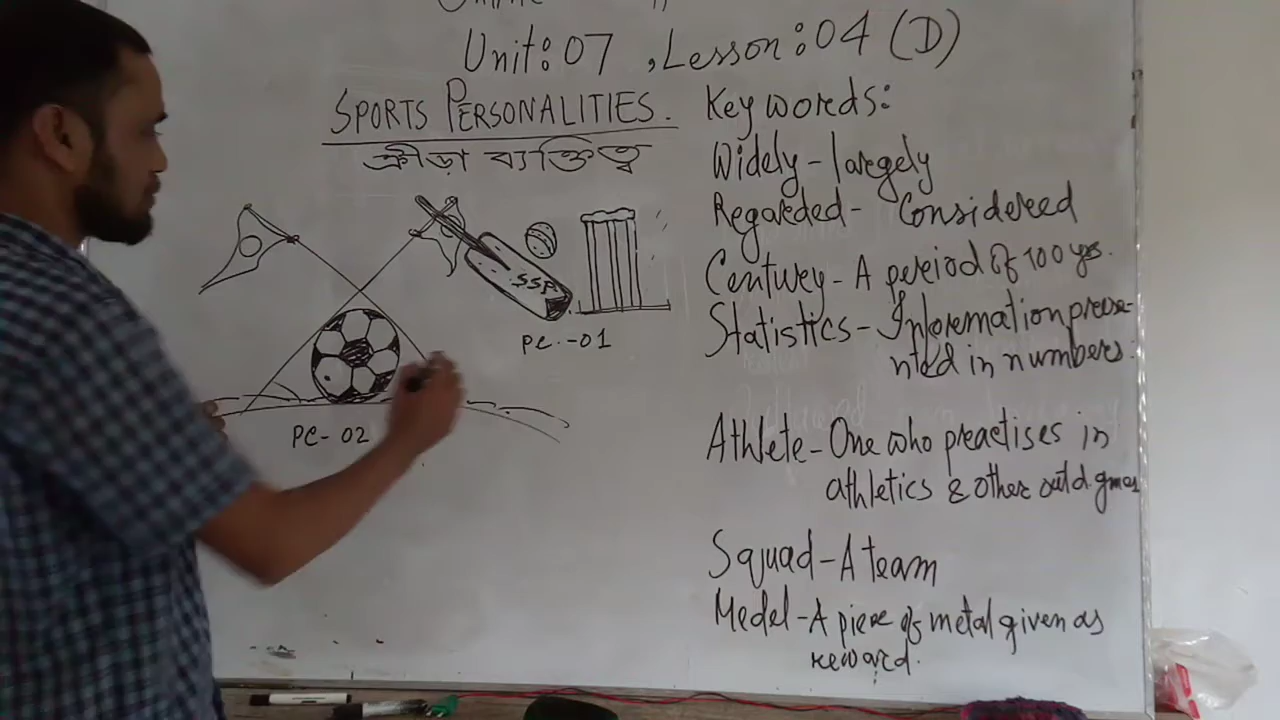 Unit: 07, Lesson: 04 (D)
SPORTS PERSONALITIES.
ক্রীড়া ব্যক্তিত্ব
SSP
PC.-01
PC-02
Key words:
Widely - largely
Regarded - Considered
Century - A period of 100 yrs.
Statistics - Information prese-
nted in numbers.
Athlete - One who practises in
athletics & other outd gmes
Squad - A team
Medel - A piece of metal given as
reward.